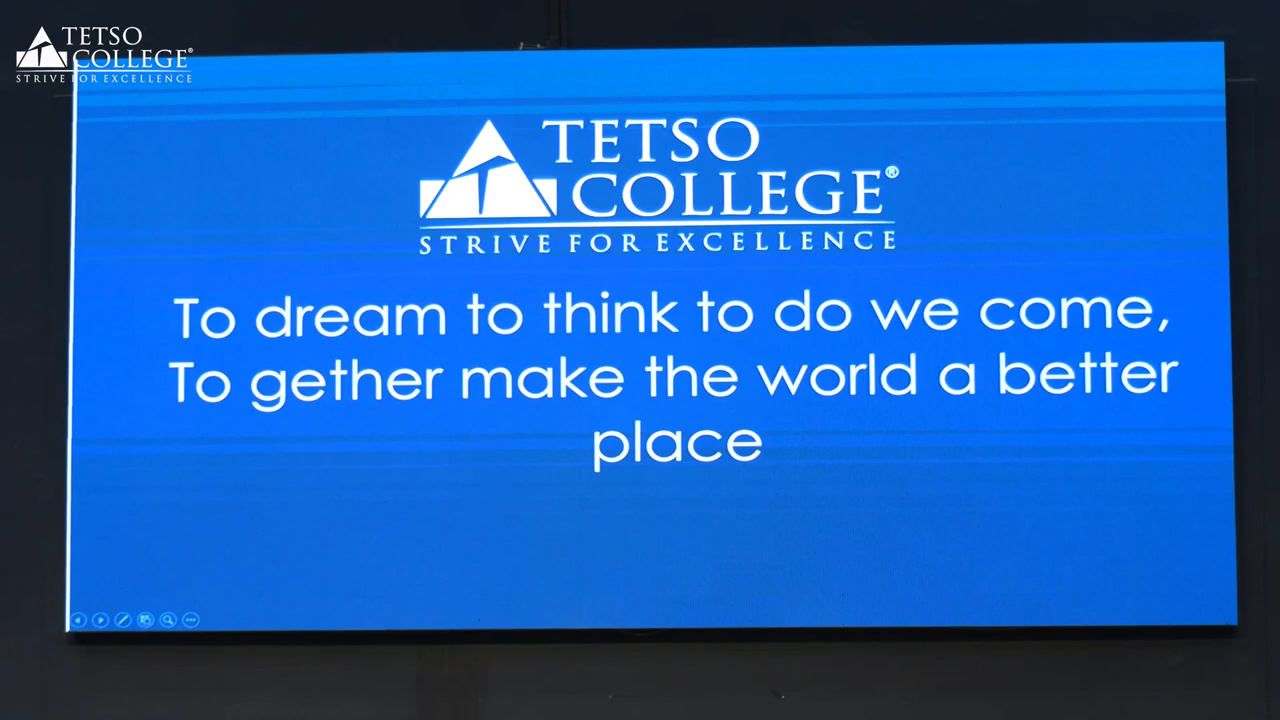 TETSO
COLLEGE®
STRIVE FOR EXCELLENCE
TETSO
COLLEGE®
STRIVE FOR EXCELLENCE
To dream to think to do we come,
To gether make the world a better
place